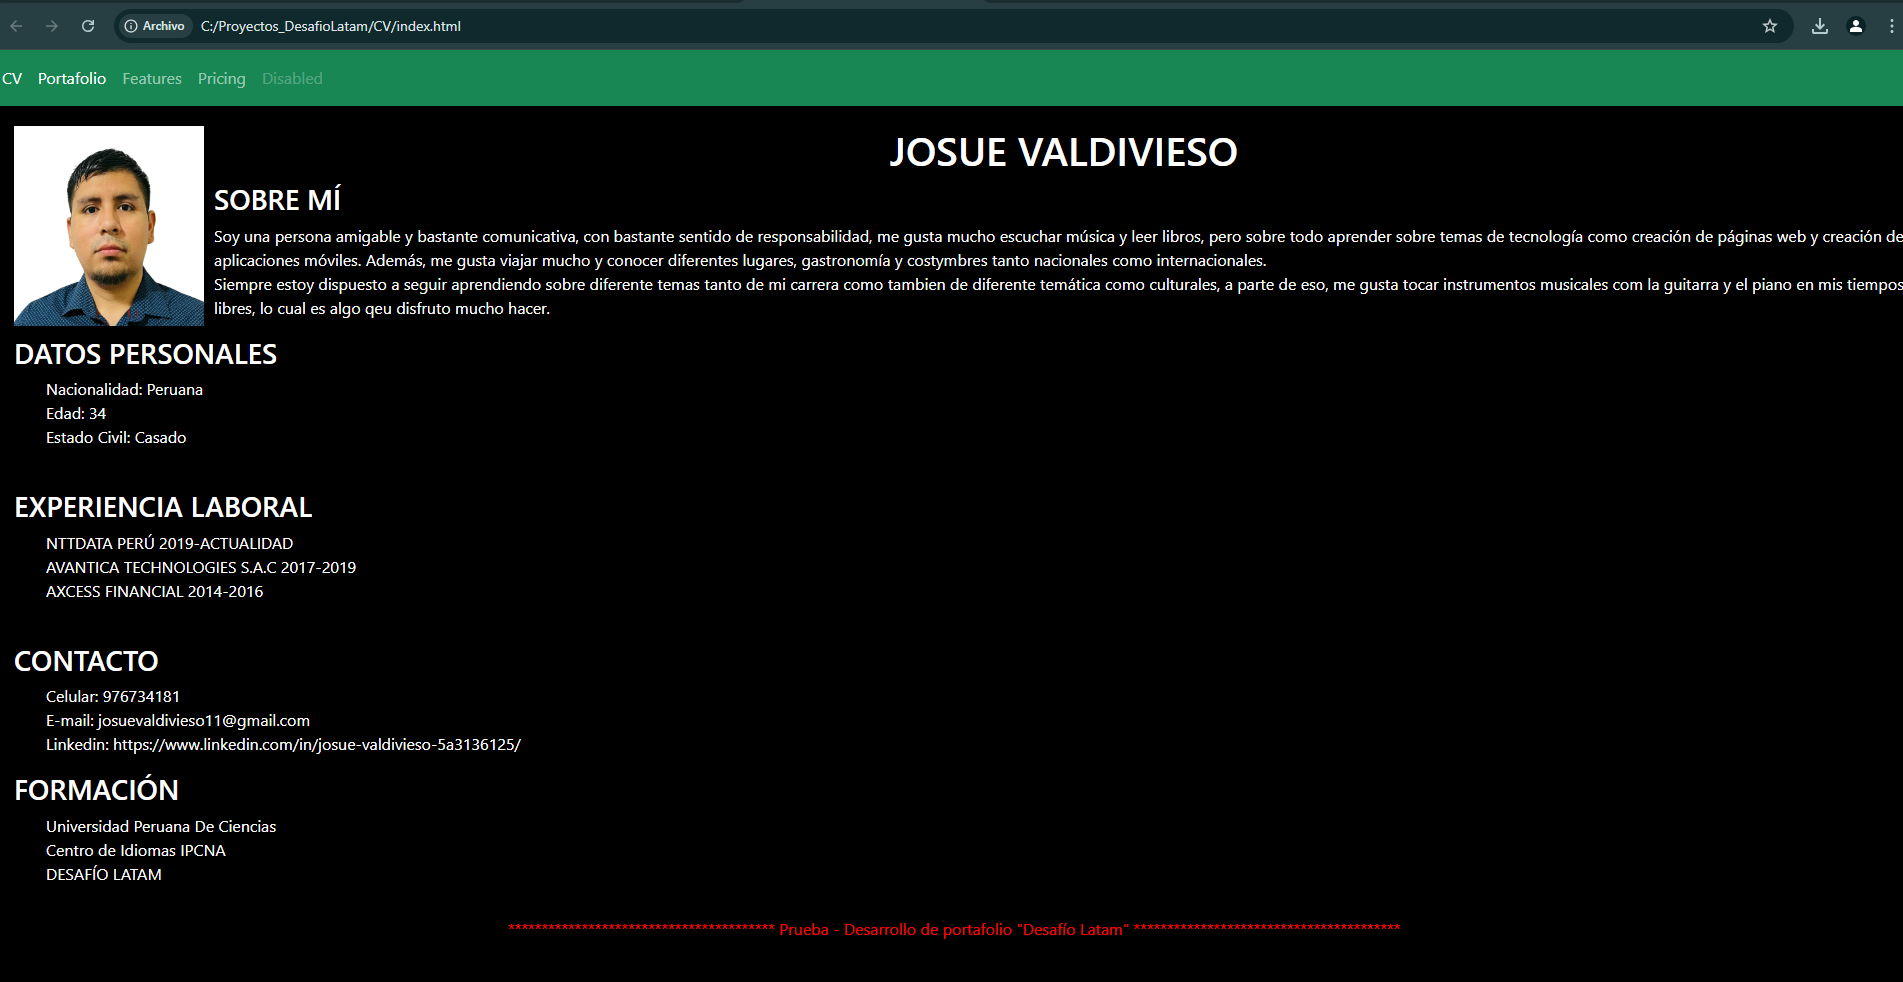 Archivo C:/Proyectos_DesafioLatam/CV/index.html
CV Portafolio Features Pricing Disabled
JOSUE VALDIVIESO
SOBRE MÍ
Soy una persona amigable y bastante comunicativa, con bastante sentido de responsabilidad, me gusta mucho escuchar música y leer libros, pero sobre todo aprender sobre temas de tecnología como creación de páginas web y creación de
aplicaciones móviles. Además, me gusta viajar mucho y conocer diferentes lugares, gastronomía y costymbres tanto nacionales como internacionales.
Siempre estoy dispuesto a seguir aprendiendo sobre diferente temas tanto de mi carrera como tambien de diferente temática como culturales, a parte de eso, me gusta tocar instrumentos musicales com la guitarra y el piano en mis tiempos
libres, lo cual es algo qeu disfruto mucho hacer.
DATOS PERSONALES
Nacionalidad: Peruana
Edad: 34
Estado Civil: Casado
EXPERIENCIA LABORAL
NTTDATA PERÚ 2019-ACTUALIDAD
AVANTICA TECHNOLOGIES S.A.C 2017-2019
AXCESS FINANCIAL 2014-2016
CONTACTO
Celular: 976734181
E-mail: josuevaldivieso11@gmail.com
Linkedin: https://www.linkedin.com/in/josue-valdivieso-5a3136125/
FORMACIÓN
Universidad Peruana De Ciencias
Centro de Idiomas IPCNA
DESAFÍO LATAM
**************************************** Prueba - Desarrollo de portafolio "Desafío Latam" ****************************************